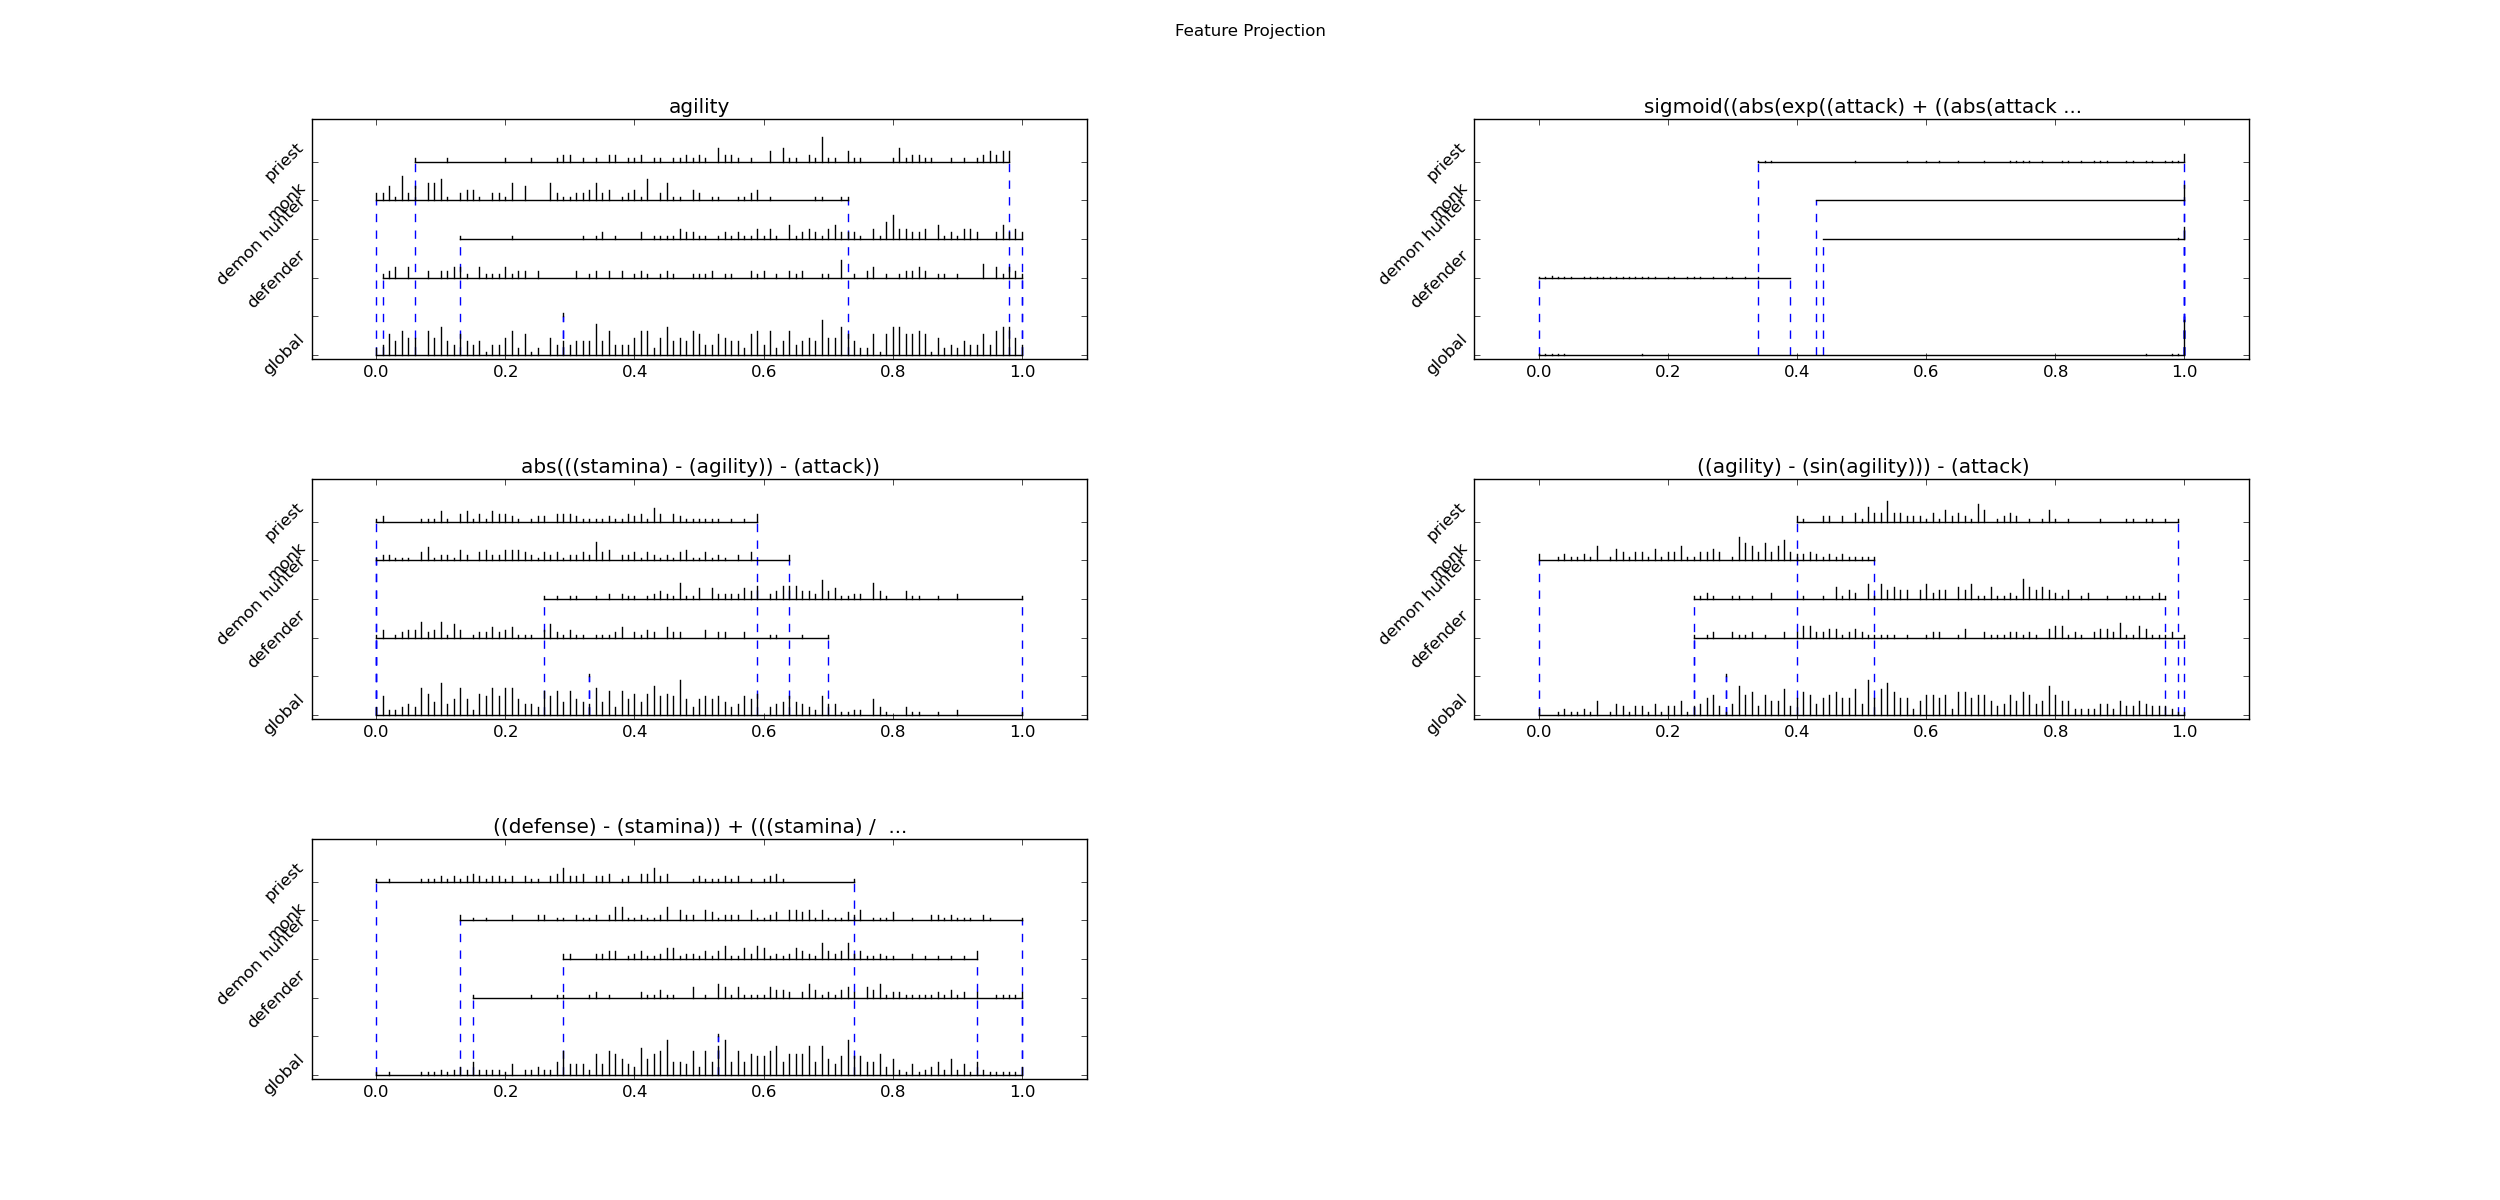 Feature Projection
agility
priest
monk
demon hunter
defender
global
0.0 0.2 0.4 0.6 0.8 1.0
sigmoid((abs(exp((attack) + ((abs(attack ...
priest
monk
demon hunter
defender
global
0.0 0.2 0.4 0.6 0.8 1.0
abs(((stamina) - (agility)) - (attack))
priest
monk
demon hunter
defender
global
0.0 0.2 0.4 0.6 0.8 1.0
((agility) - (sin(agility))) - (attack)
priest
monk
demon hunter
defender
global
0.0 0.2 0.4 0.6 0.8 1.0
((defense) - (stamina)) + (((stamina) / ...
priest
monk
demon hunter
defender
global
0.0 0.2 0.4 0.6 0.8 1.0